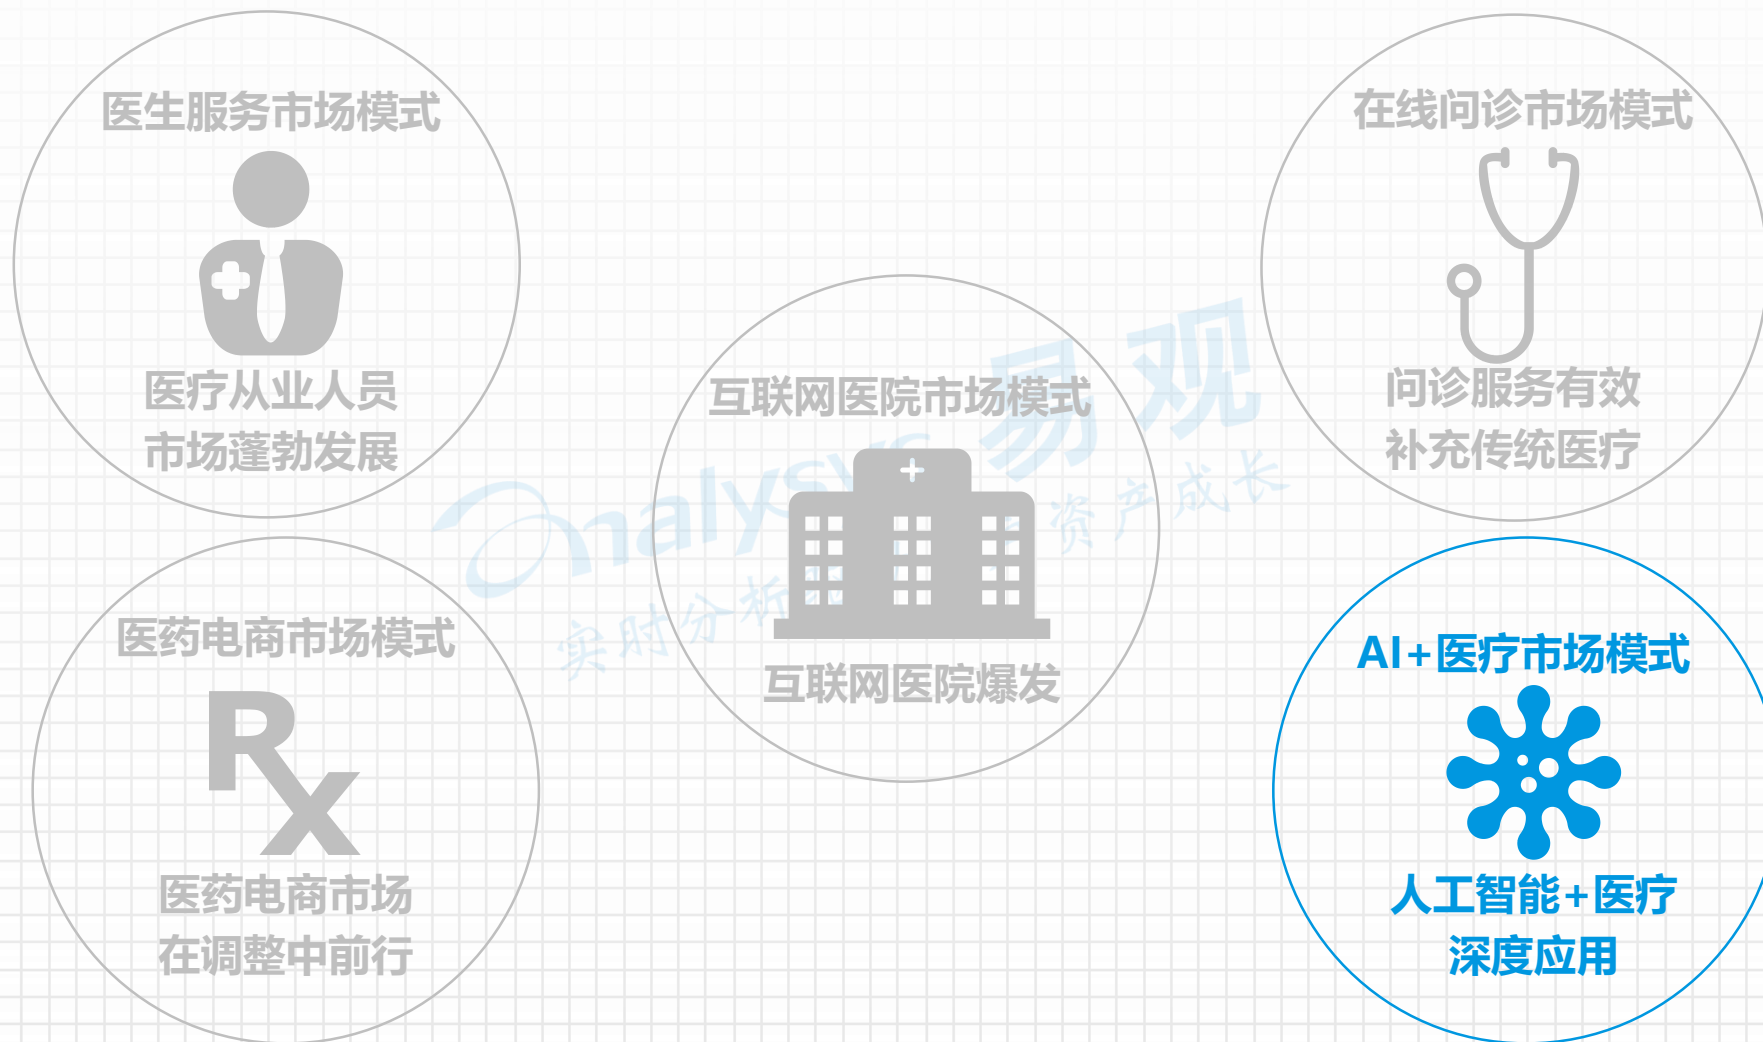 医生服务市场模式
医疗从业人员
市场蓬勃发展
在线问诊市场模式
问诊服务有效
补充传统医疗
互联网医院市场模式
互联网医院爆发
医药电商市场模式
Rx
医药电商市场
在调整中前行
AI+医疗市场模式
人工智能+医疗
深度应用
易观
实时分析
资产成长